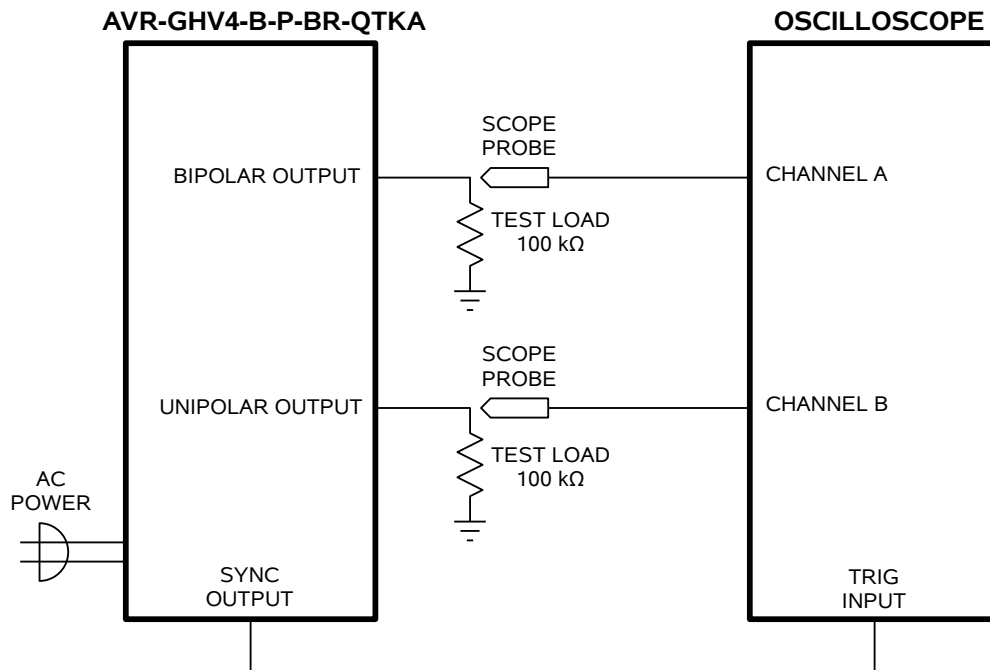 AVR-GHV4-B-P-BR-QTKA
OSCILLOSCOPE
SCOPE
PROBE
BIPOLAR OUTPUT
CHANNEL A
TEST LOAD
100 kΩ
SCOPE
PROBE
UNIPOLAR OUTPUT
CHANNEL B
TEST LOAD
100 kΩ
AC
POWER
SYNC
OUTPUT
TRIG
INPUT